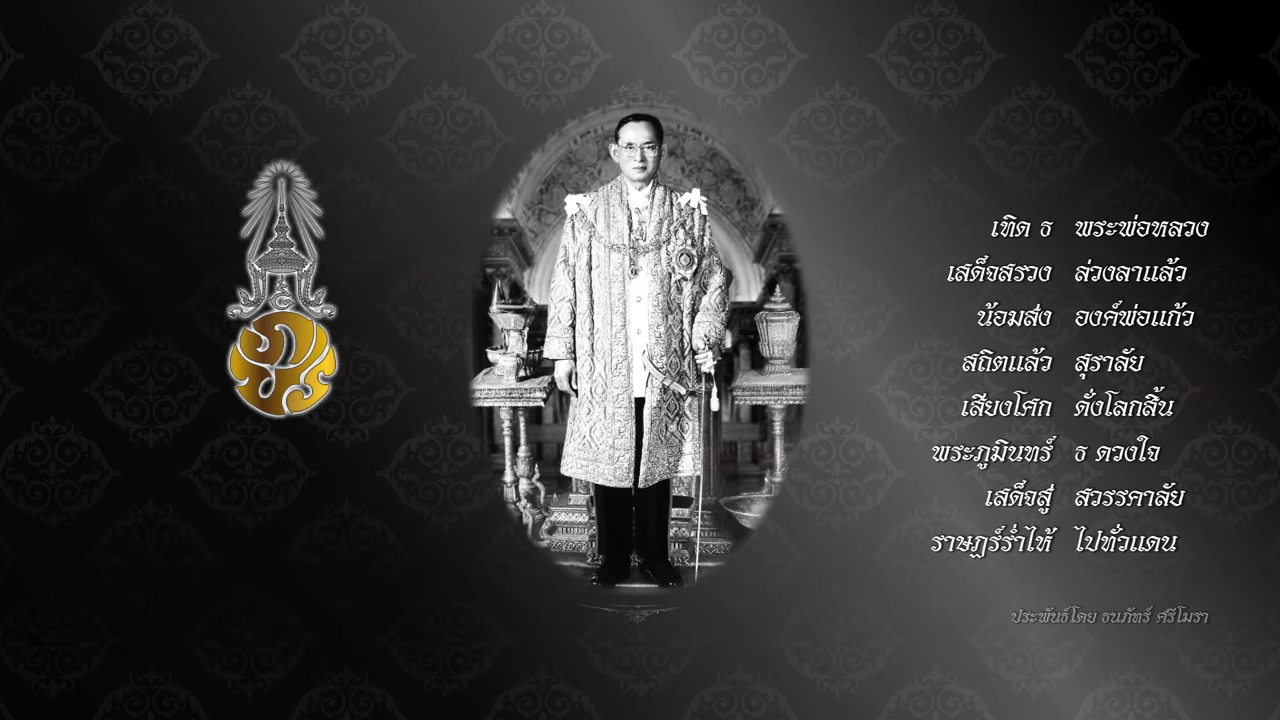 เทิด ธ พระพ่อหลวง
เสด็จสรวง ล่วงลาแล้ว
น้อมส่ง องค์พ่อแก้ว
สถิตแล้ว สุราลัย
เสียงโศก ดั่งโลกสิ้น
พระภูมินทร์ ธ ดวงใจ
เสด็จสู่ สวรรคาลัย
ราษฎร์ร่ำไห้ ไปทั่วแดน
ประพันธ์โดย ธนภัทร์ ศรีโมรา